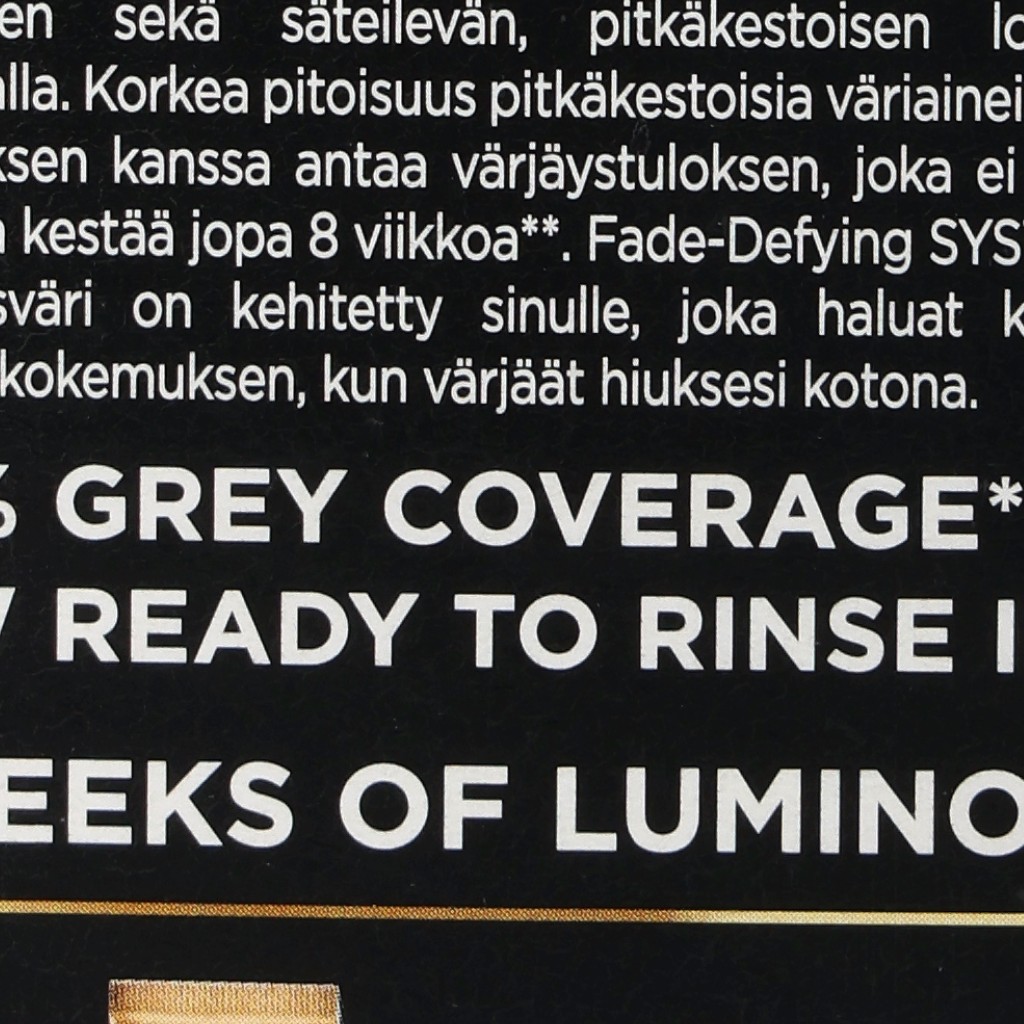 en sekä säteilevän, pitkäkestoisen lo
lla. Korkea pitoisuus pitkäkestoisia väriainei
ksen kanssa antaa värjäystuloksen, joka ei
kestää jopa 8 viikkoa**. Fade-Defying SYS
sväri on kehitetty sinulle, joka haluat k
kokemuksen, kun värjäät hiuksesi kotona.
% GREY COVERAGE*
READY TO RINSE I
EEKS OF LUMINO